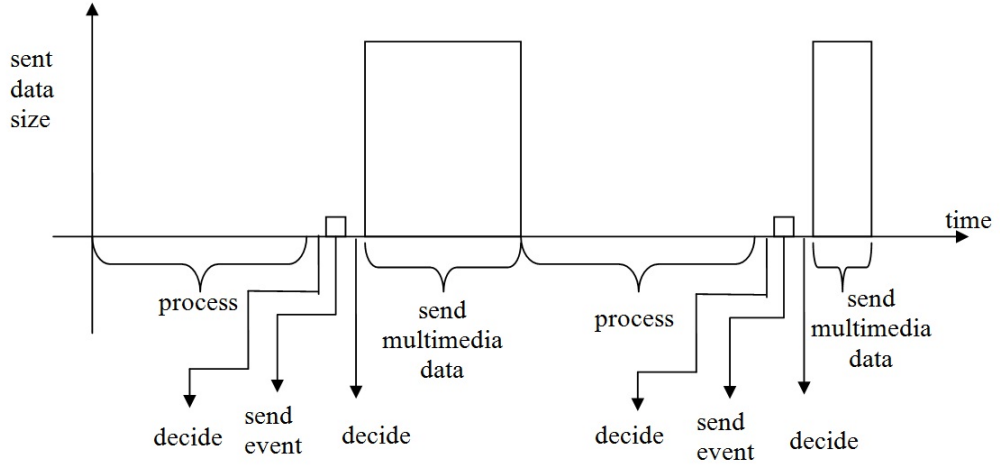 sent
data
size
time
process
send
multimedia
data
process
send
multimedia
data
decide
send
event
decide
decide
send
event
decide